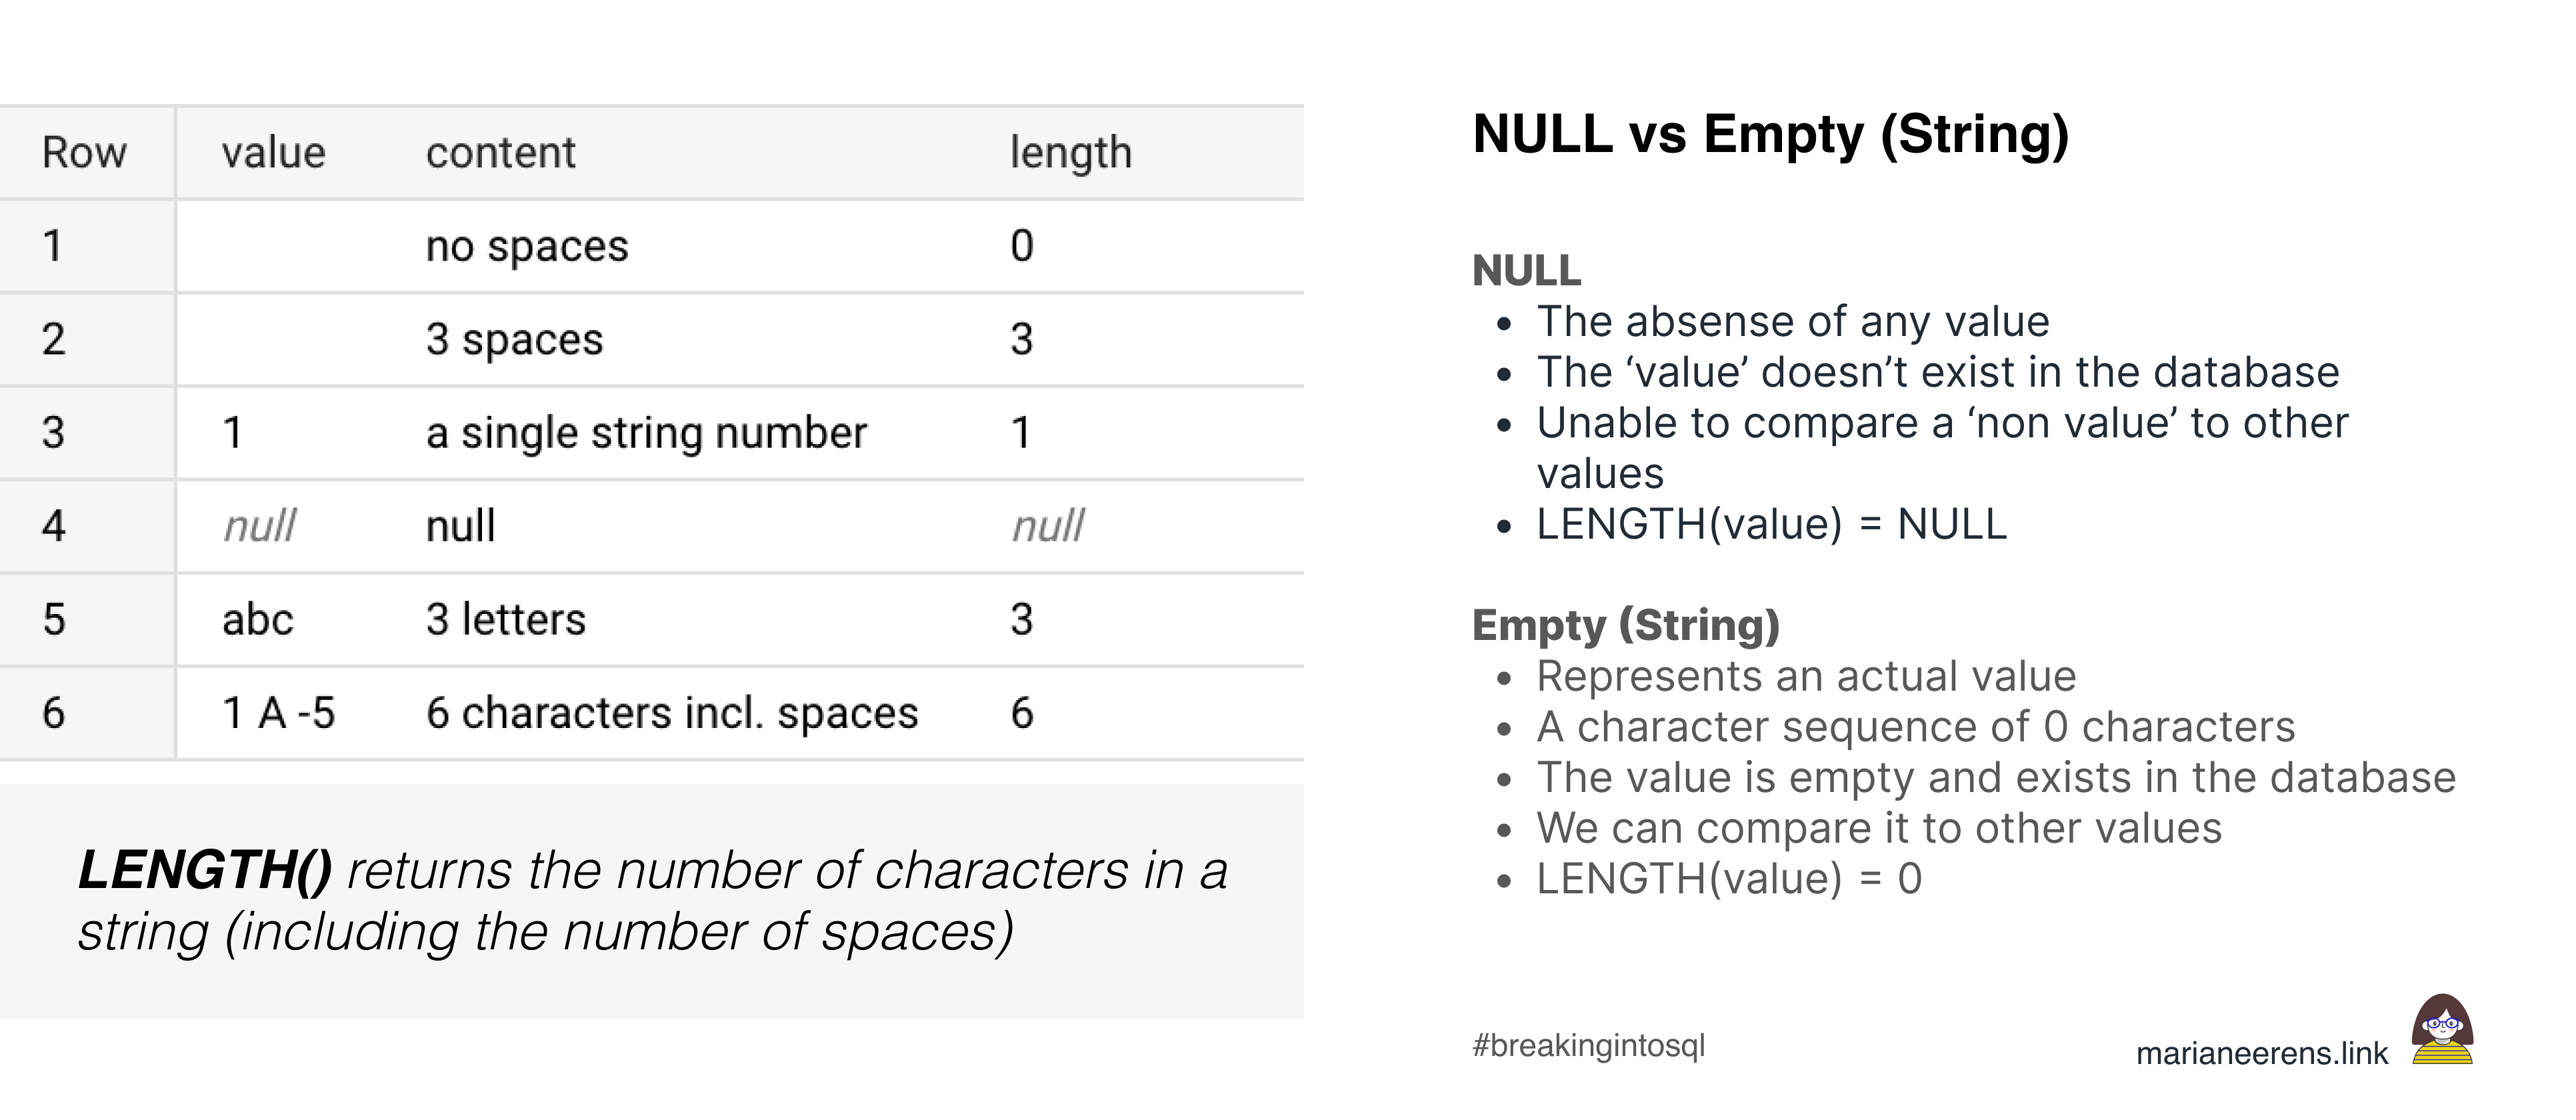 Row value content length
1 no spaces 0
2 3 spaces 3
3 1 a single string number 1
4 null null null
5 abc 3 letters 3
6 1 A -5 6 characters incl. spaces 6
LENGTH() returns the number of characters in a
string (including the number of spaces)
NULL vs Empty (String)
NULL
• The absense of any value
• The ‘value’ doesn’t exist in the database
• Unable to compare a ‘non value’ to other
values
• LENGTH(value) = NULL
Empty (String)
• Represents an actual value
• A character sequence of 0 characters
• The value is empty and exists in the database
• We can compare it to other values
• LENGTH(value) = 0
#breakingintosql
marianeerens.link